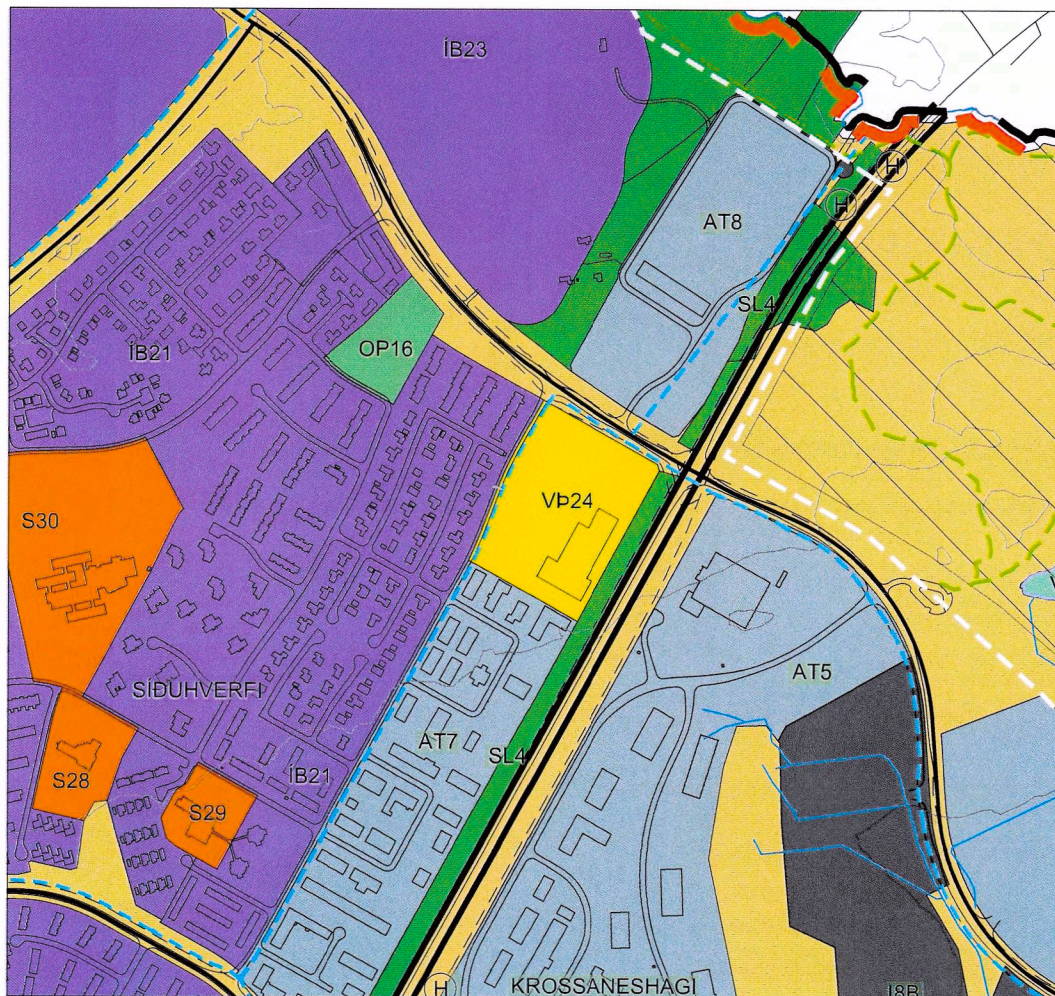 ÍB23
H
AT8
H
SL4
ÍB21
OP16
VÞ24
S30
AT5
SÍÐUHVERFI
AT7
SL4
ÍB21
S28
S29
H
KROSSANESHAGI